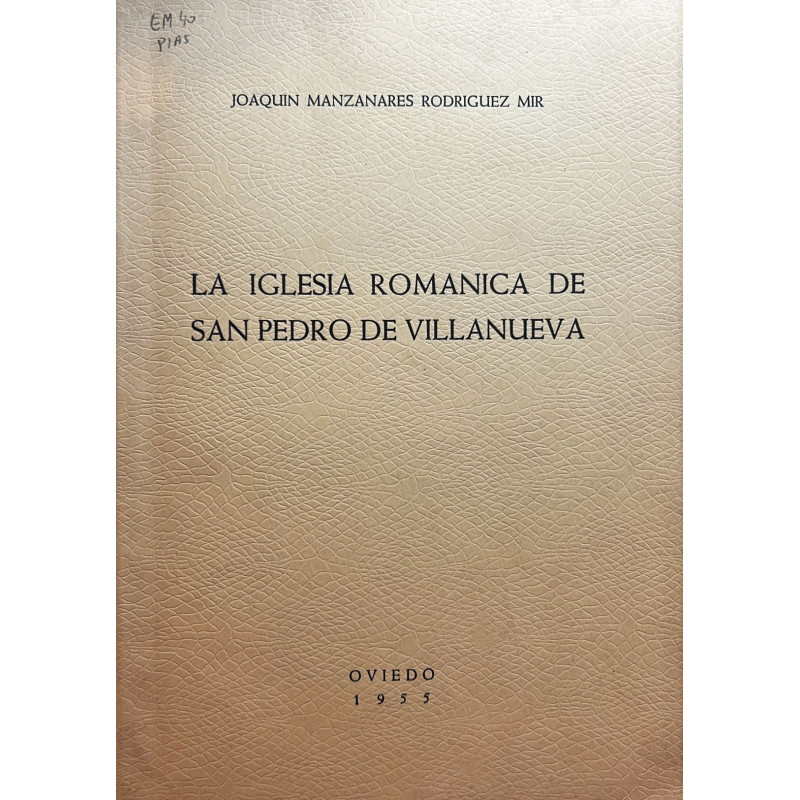 EM 40
PIAS
JOAQUIN MANZANARES RODRIGUEZ MIR
LA IGLESIA ROMANICA DE
SAN PEDRO DE VILLANUEVA
OVIEDO
1955